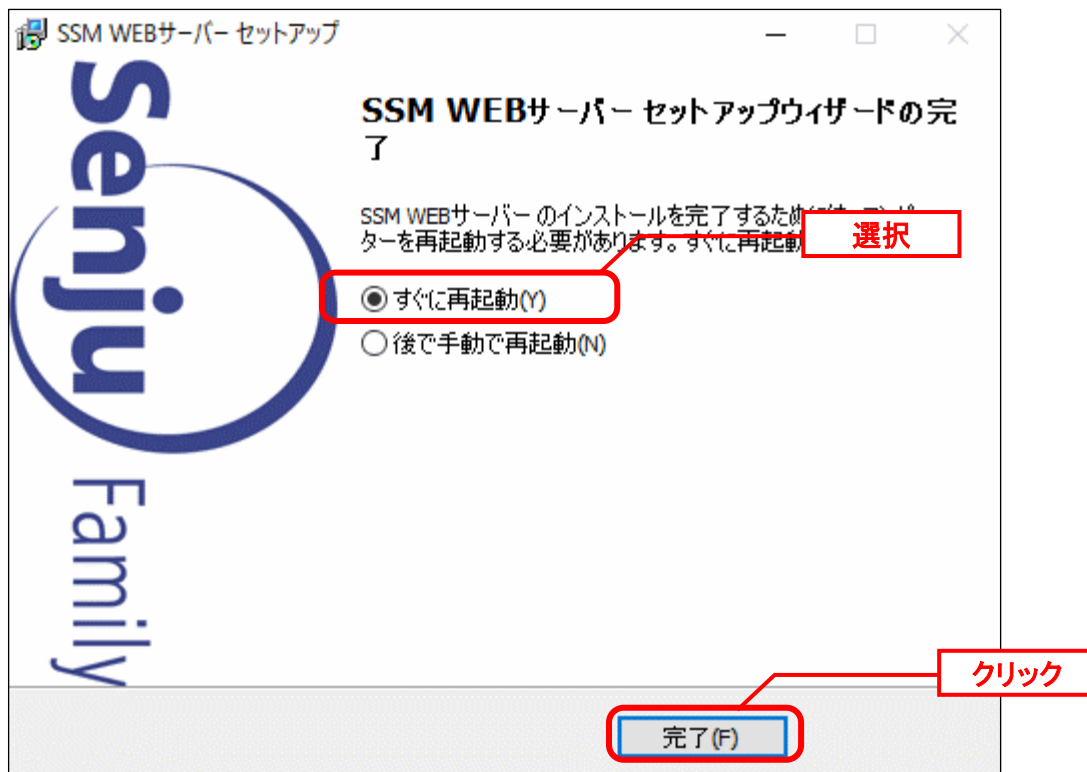 SSM WEBサーバー セットアップ
Senju Family
SSM WEBサーバー セットアップウィザードの完
了
SSM WEBサーバー のインストールを完了するため
ターを再起動する必要があります。すぐに再起動
選択
すぐに再起動(Y)
後で手動で再起動(N)
クリック
完了(F)